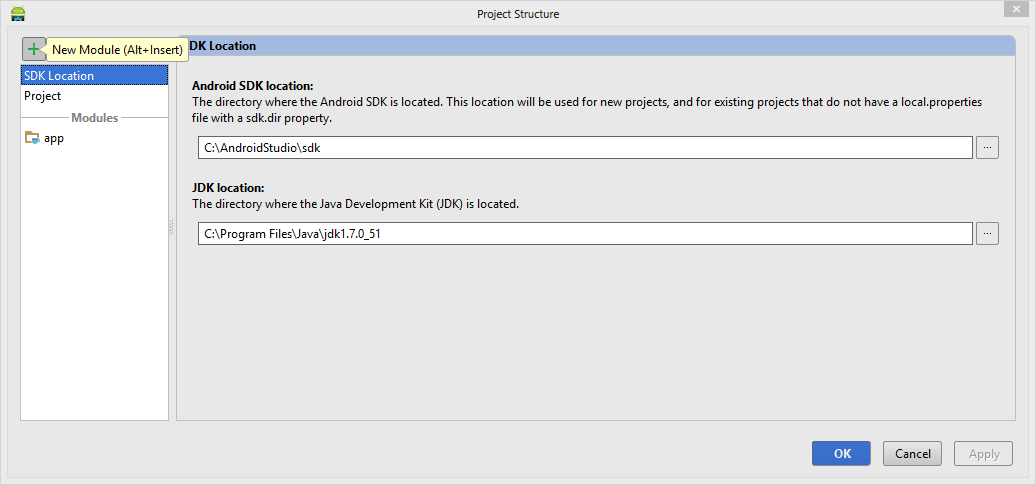 Project Structure
New Module (Alt+Insert)
DK Location
SDK Location
Project
Modules
app
Android SDK location:
The directory where the Android SDK is located. This location will be used for new projects, and for existing projects that do not have a local.properties
file with a sdk.dir property.
C:\AndroidStudio\sdk
...
JDK location:
The directory where the Java Development Kit (JDK) is located.
C:\Program Files\Java\jdk1.7.0_51
...
OK
Cancel
Apply